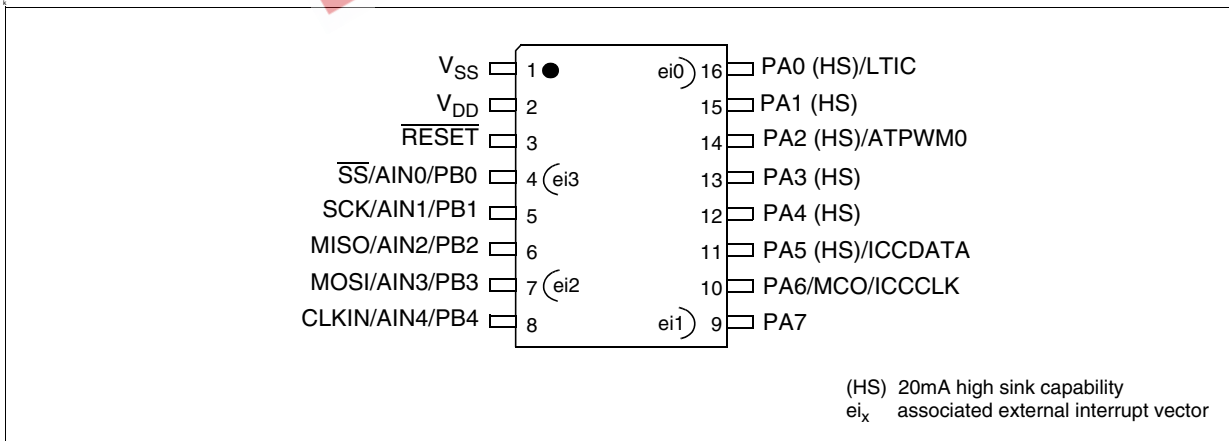 V_SS 1 ei0 16 PA0 (HS)/LTIC
V_DD 2 15 PA1 (HS)
RESET 3 14 PA2 (HS)/ATPWM0
SS/AIN0/PB0 4 ei3 13 PA3 (HS)
SCK/AIN1/PB1 5 12 PA4 (HS)
MISO/AIN2/PB2 6 11 PA5 (HS)/ICCDATA
MOSI/AIN3/PB3 7 ei2 10 PA6/MCO/ICCCLK
CLKIN/AIN4/PB4 8 ei1 9 PA7
(HS) 20mA high sink capability
ei_x associated external interrupt vector